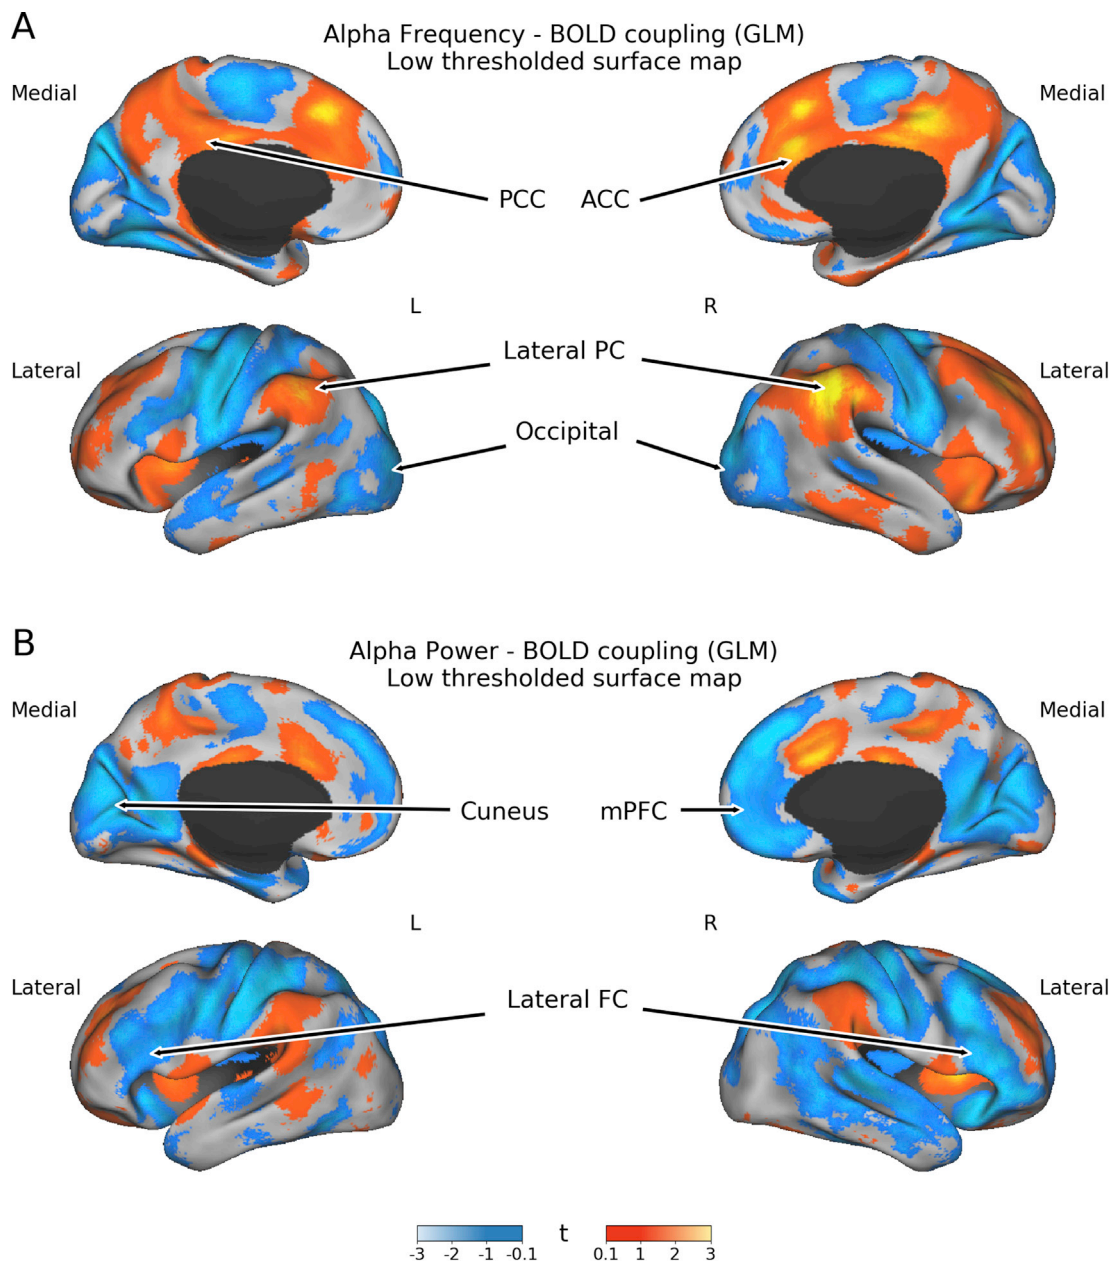 A
Alpha Frequency - BOLD coupling (GLM)
Low thresholded surface map
Medial
Medial
PCC
ACC
L
R
Lateral
Lateral PC
Lateral
Occipital
B
Alpha Power - BOLD coupling (GLM)
Low thresholded surface map
Medial
Medial
Cuneus
mPFC
L
R
Lateral
Lateral FC
Lateral
t
-3 -2 -1 -0.1
0.1 1 2 3